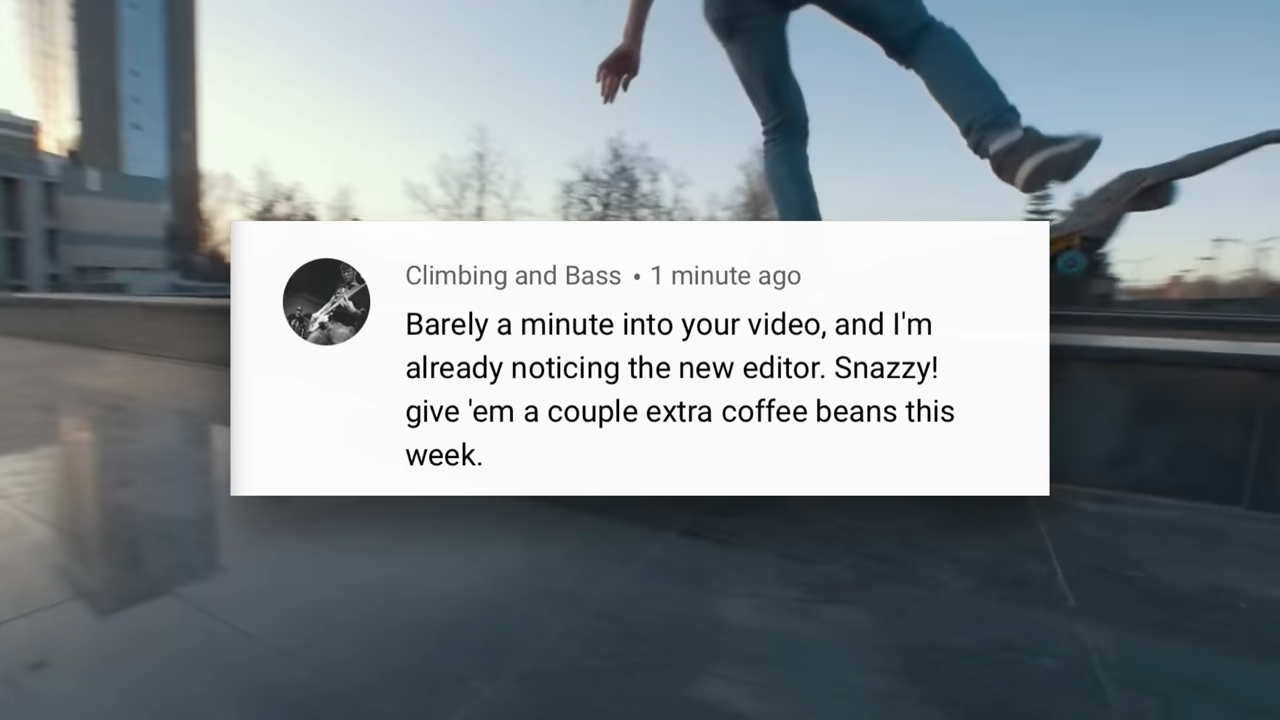 Climbing and Bass • 1 minute ago
Barely a minute into your video, and I'm
already noticing the new editor. Snazzy!
give 'em a couple extra coffee beans this
week.